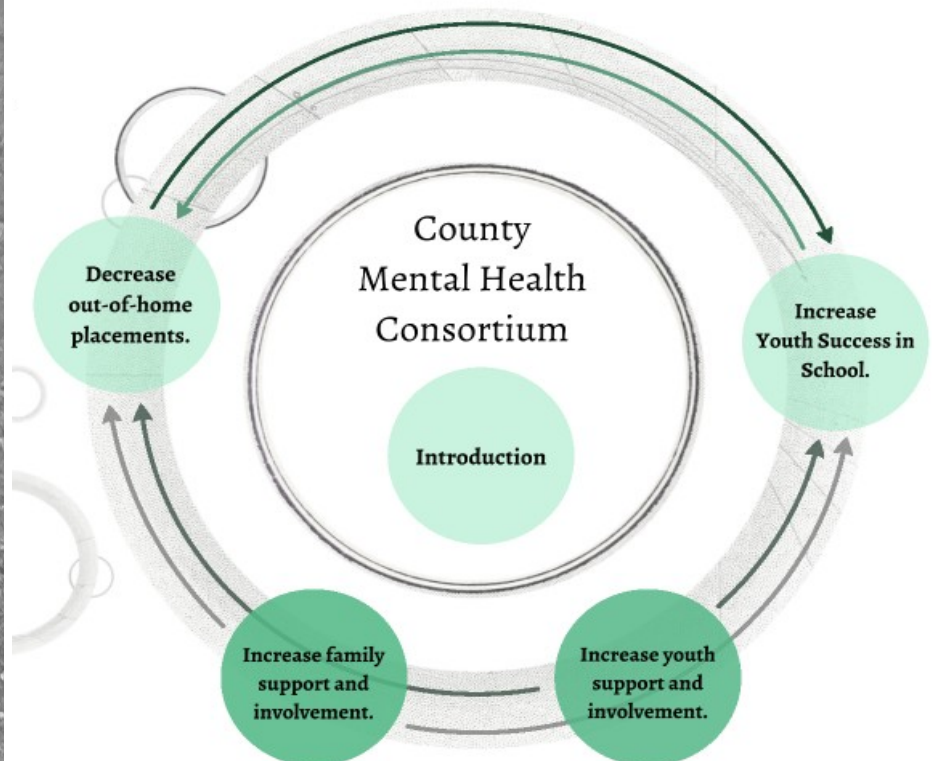 County
Mental Health
Consortium
Introduction
Decrease
out-of-home
placements.
Increase
Youth Success in
School.
Increase family
support and
involvement.
Increase youth
support and
involvement.